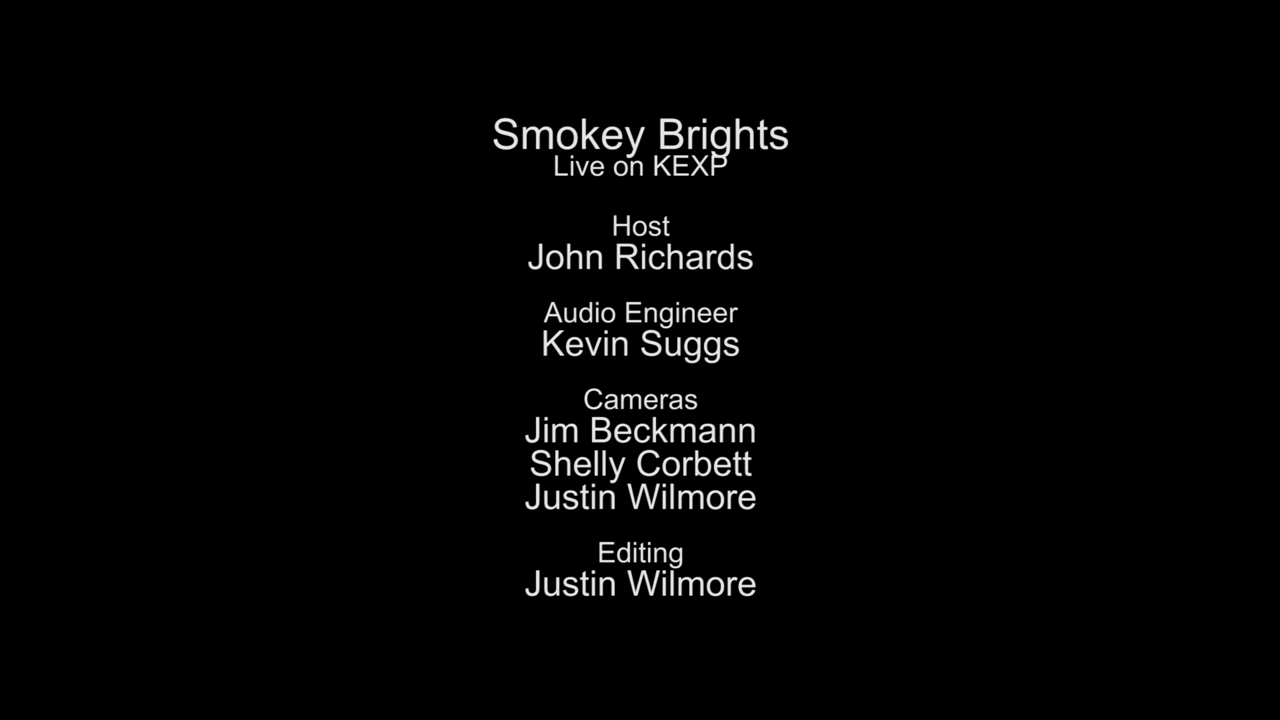 Smokey Brights
Live on KEXP
Host
John Richards
Audio Engineer
Kevin Suggs
Cameras
Jim Beckmann
Shelly Corbett
Justin Wilmore
Editing
Justin Wilmore